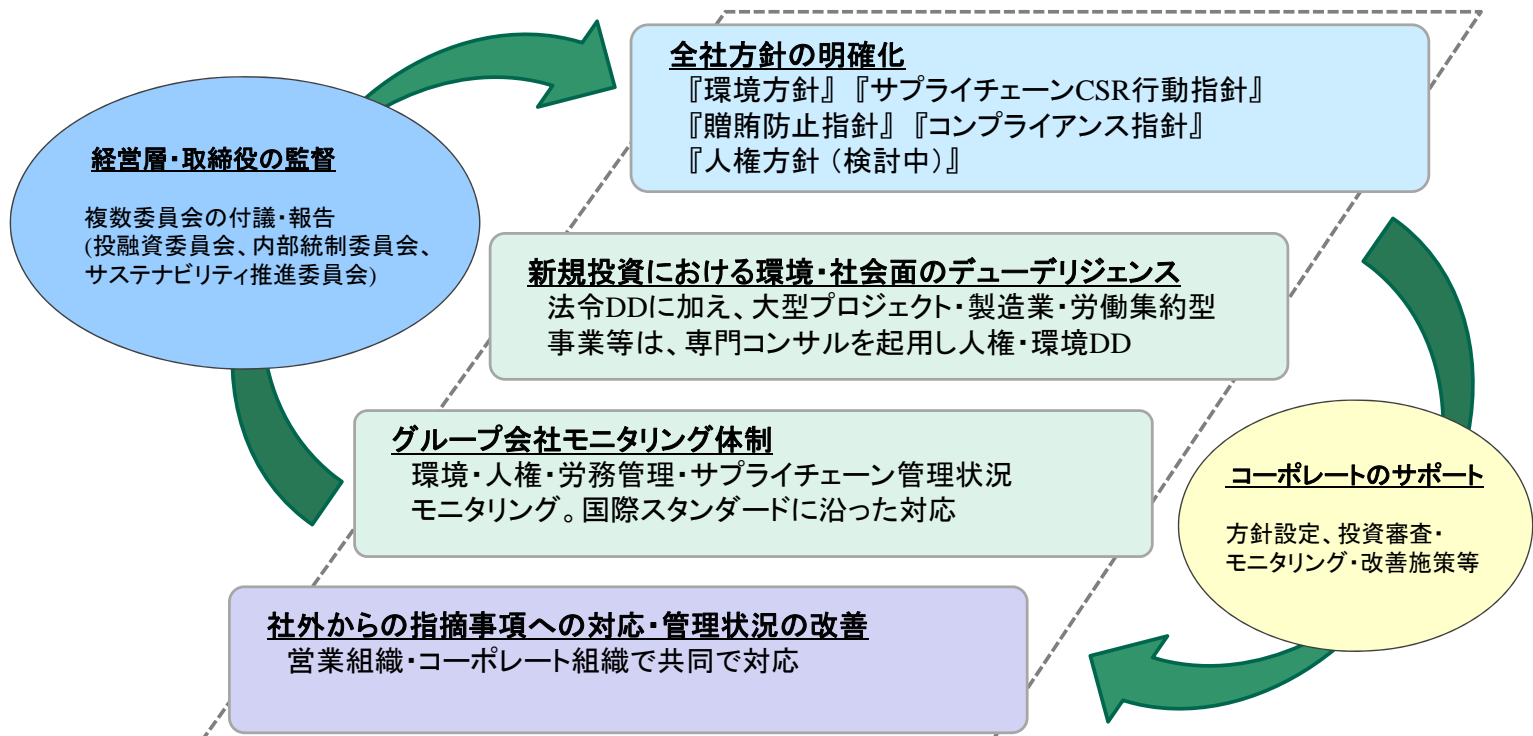 全社方針の明確化
『環境方針』『サプライチェーンCSR行動指針』
『贈賄防止指針』『コンプライアンス指針』
『人権方針（検討中）』
経営層・取締役の監督
複数委員会の付議・報告
(投融資委員会、内部統制委員会、
サステナビリティ推進委員会)
新規投資における環境・社会面のデューデリジェンス
法令DDに加え、大型プロジェクト・製造業・労働集約型
事業等は、専門コンサルを起用し人権・環境DD
グループ会社モニタリング体制
環境・人権・労務管理・サプライチェーン管理状況
モニタリング。国際スタンダードに沿った対応
コーポレートのサポート
方針設定、投資審査・
モニタリング・改善施策等
社外からの指摘事項への対応・管理状況の改善
営業組織・コーポレート組織で共同で対応